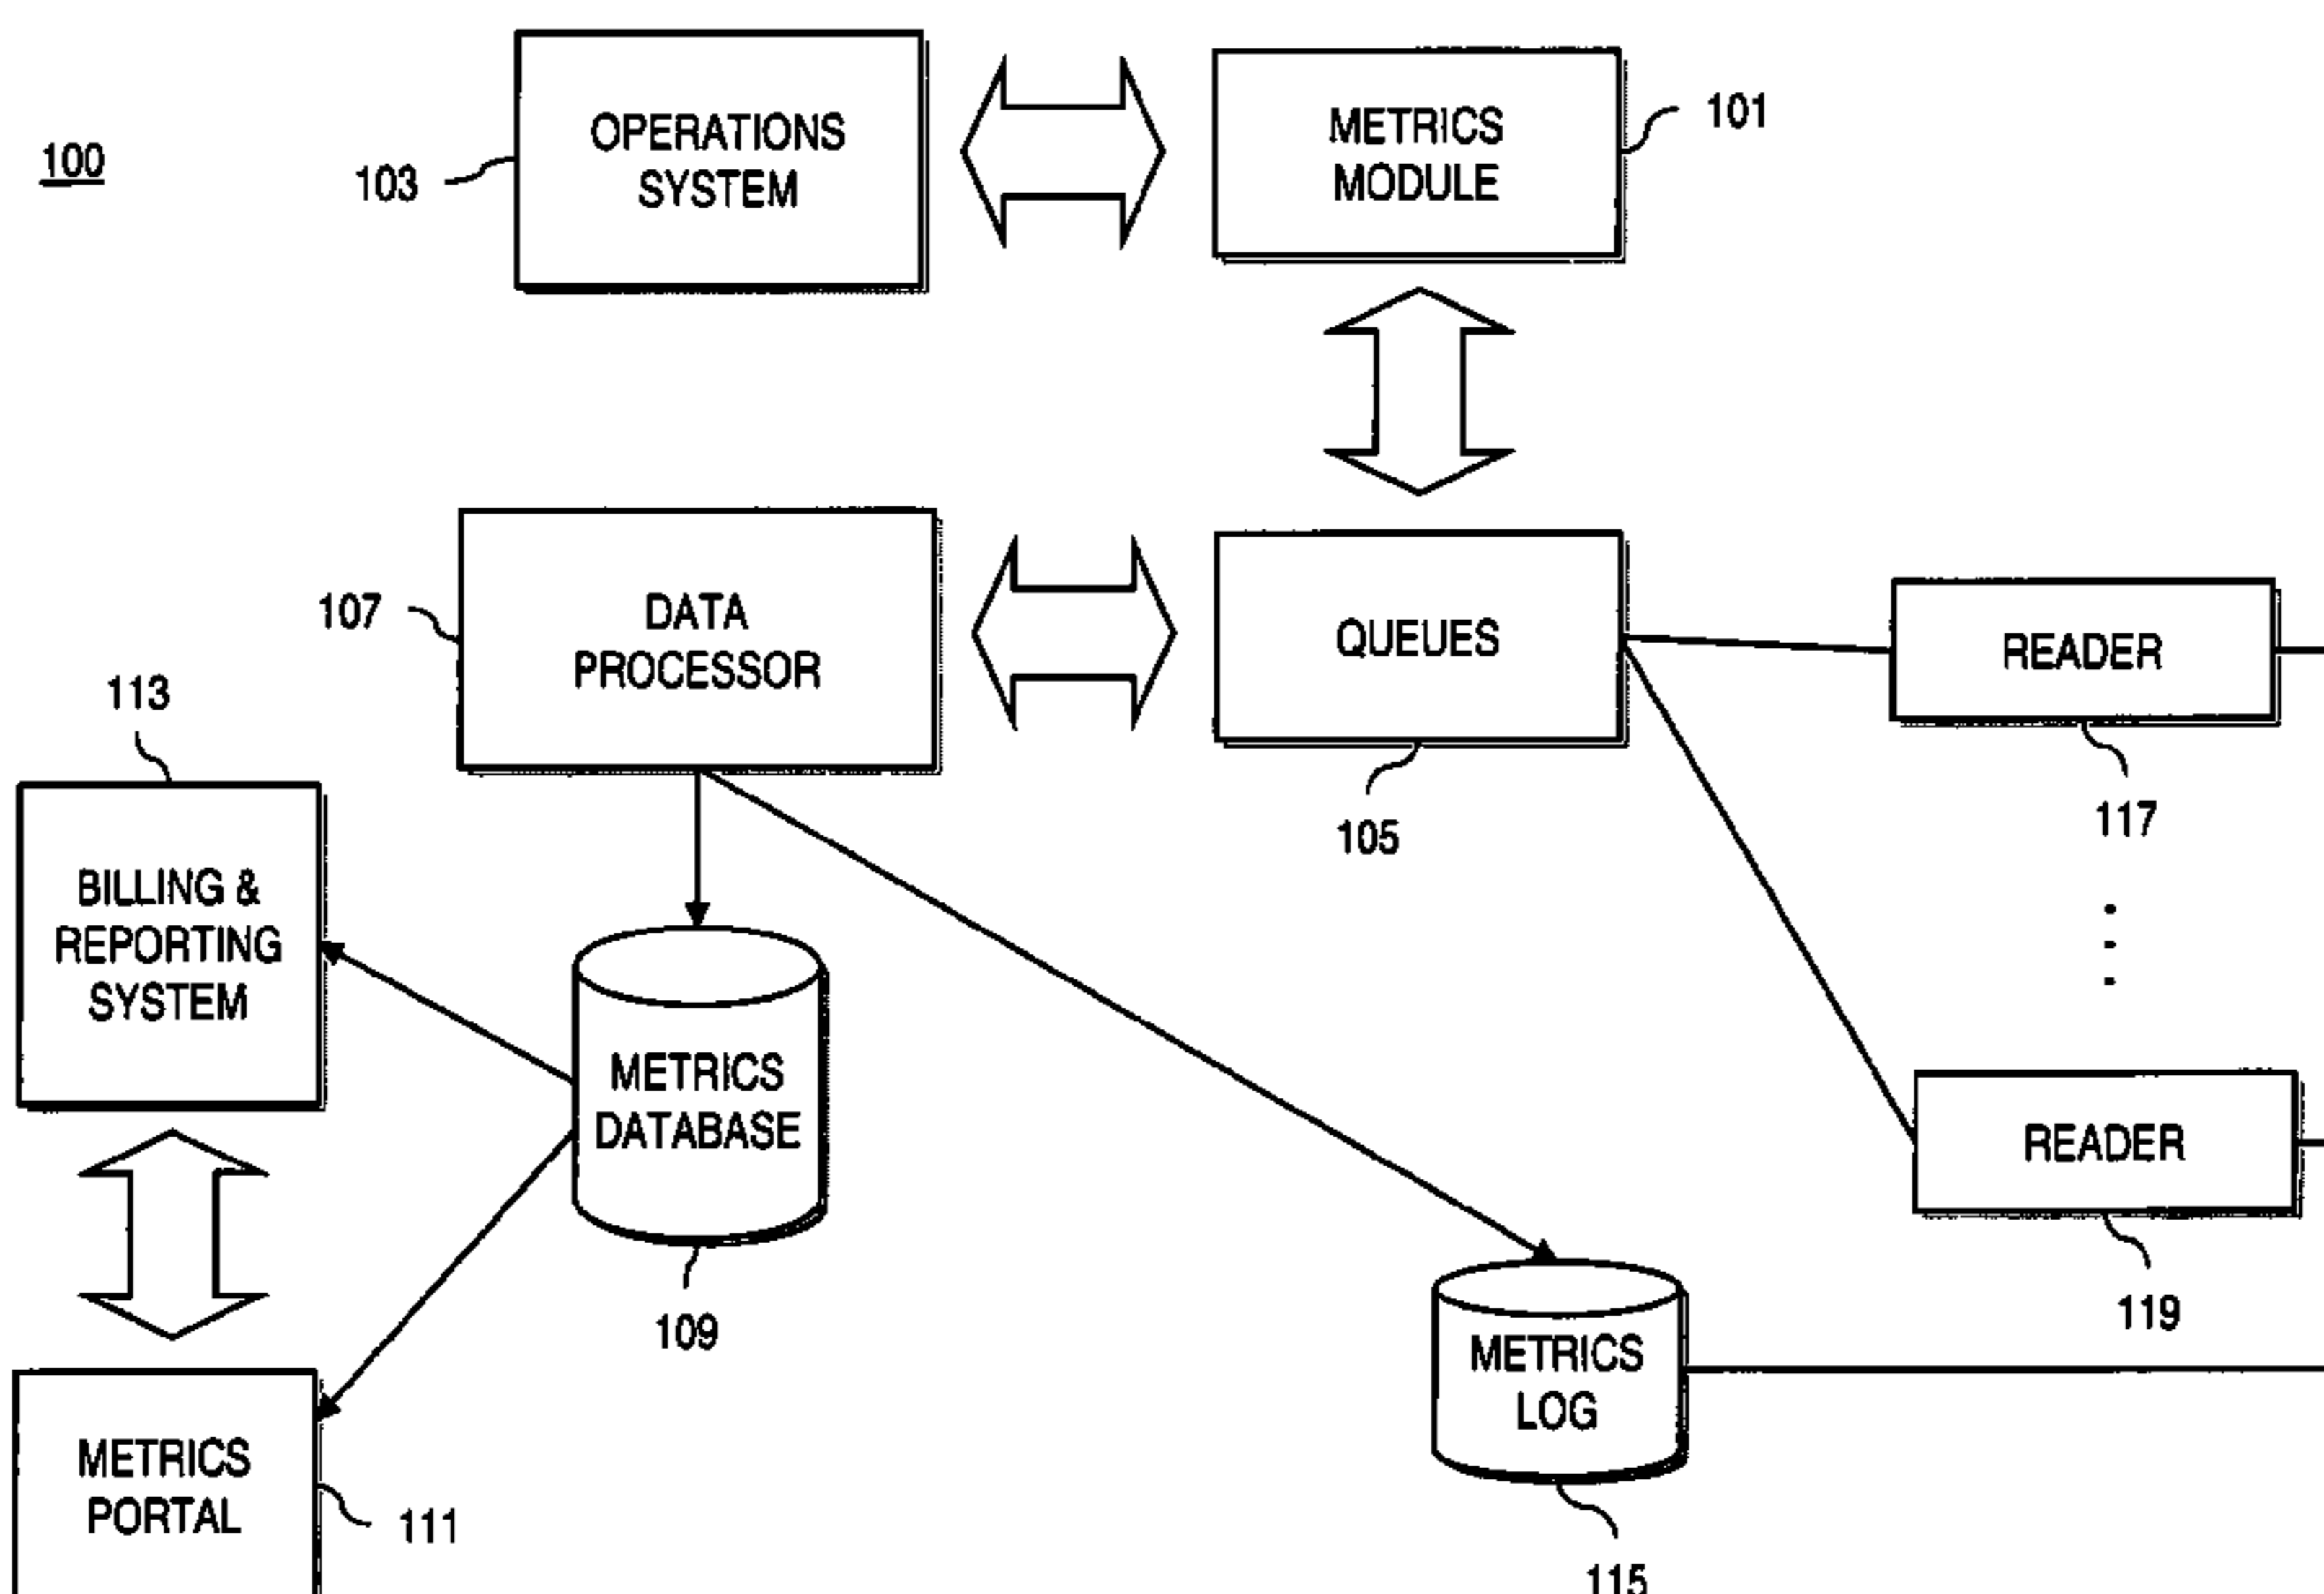 100
103
OPERATIONS
SYSTEM
METRICS
MODULE
101
107
DATA
PROCESSOR
QUEUES
105
READER
117
113
BILLING &
REPORTING
SYSTEM
METRICS
DATABASE
109
READER
119
METRICS
LOG
115
METRICS
PORTAL
111